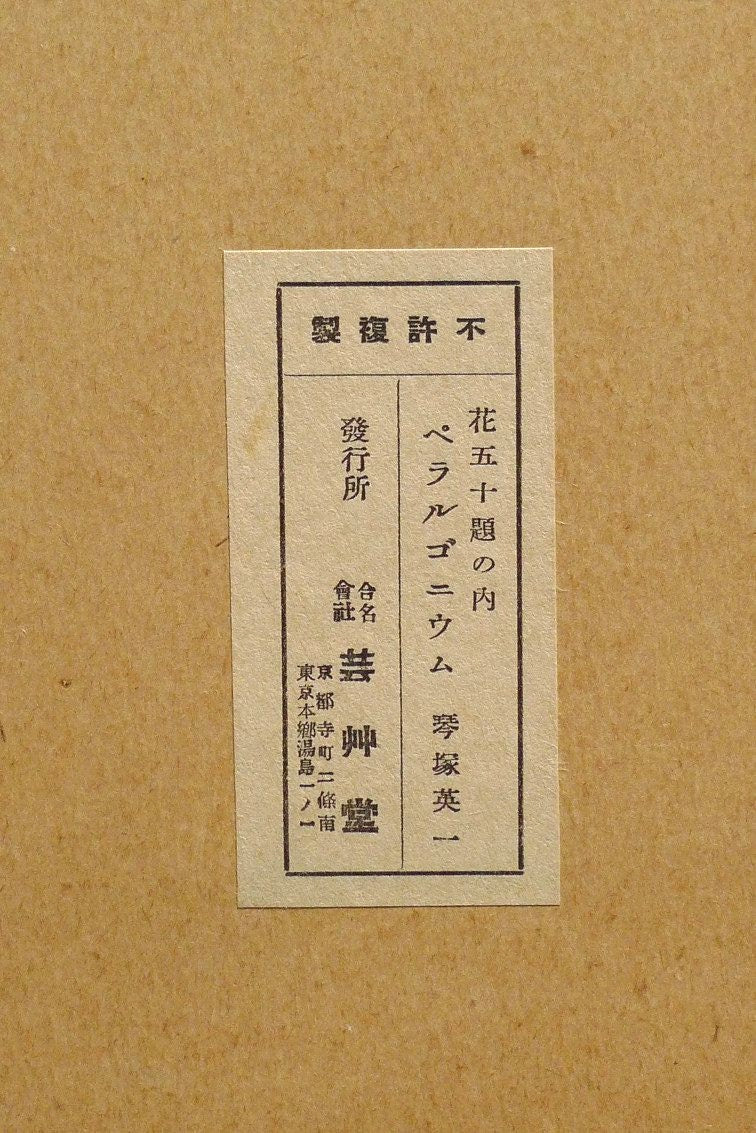 不許複製
花五十題の内
ペラルゴニウム 琴塚英一
發行所
合名
會社
芸艸堂
京都寺町二條南
東京本鄉湯島一ノ一